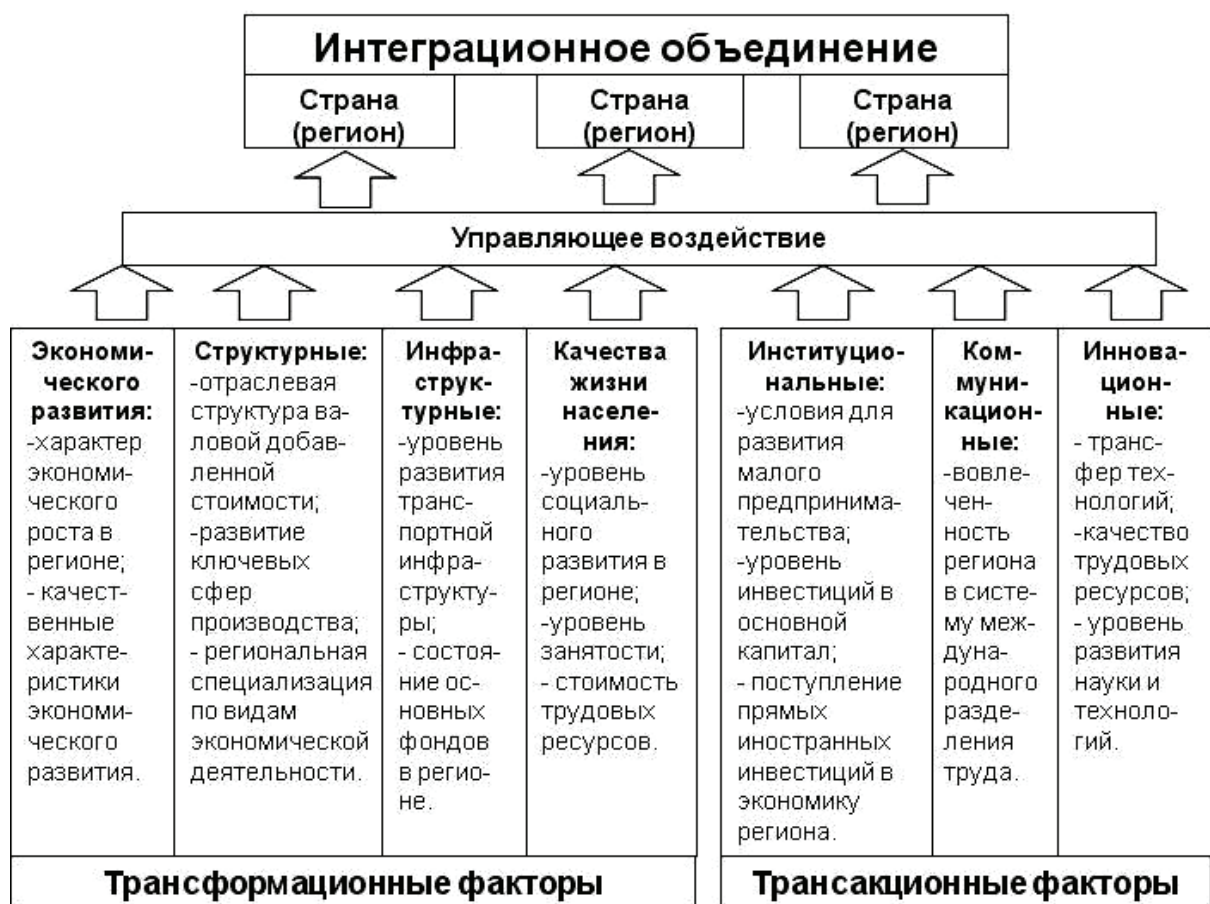 Интеграционное объединение
Страна
(регион)
Страна
(регион)
Страна
(регион)
Управляющее воздействие
Экономи-
ческого
развития:
-характер
экономи-
ческого
роста в
регионе;
- качест-
венные
характе-
ристики
экономи-
ческого
развития.
Структурные:
-отраслевая
структура ва-
ловой добав-
ленной
стоимости;
-развитие
ключевых
сфер
производства;
- региональная
специализация
по видам
экономической
деятельности.
Инфра-
струк-
турные:
-уровень
развития
транс-
портной
инфра-
структу-
ры;
- состоя-
ние ос-
новных
фондов
в регио-
не.
Качества
жизни
населе-
ния:
-уровень
социаль-
ного
развития в
регионе;
-уровень
занятости;
- стоимость
трудовых
ресурсов.
Институцио-
нальные:
-условия для
развития
малого
предпринима-
тельства;
-уровень
инвестиций в
основной
капитал;
- поступление
прямых
иностранных
инвестиций в
экономику
региона.
Ком-
муни-
кацион-
ные:
-вовле-
чен-
ность
региона
в систе-
му меж-
дуна-
родного
разде-
ления
труда.
Иннова-
цион-
ные:
- транс-
фер тех-
нологий;
-качество
трудовых
ресурсов;
- уровень
развития
науки и
техноло-
гий.
Трансформационные факторы
Трансакционные факторы